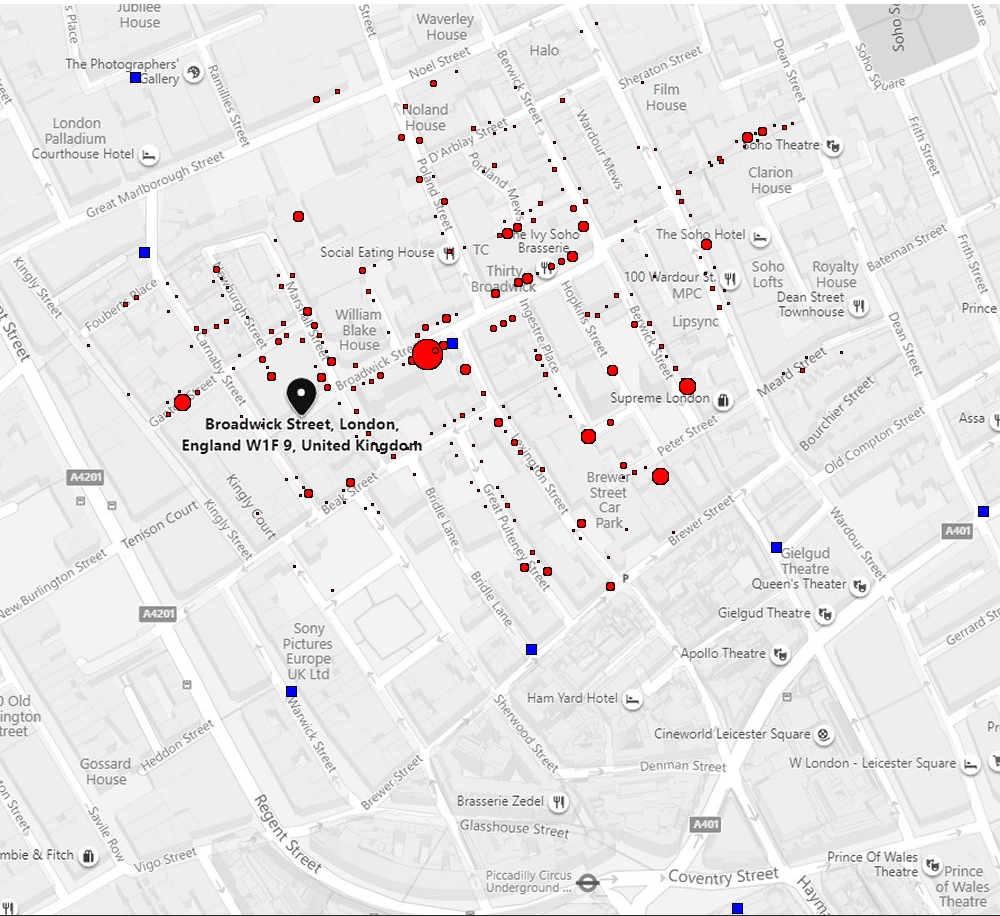 Jubilee
House
s Place
Street
Waverley
House
Halo
Soho S
Soho
Square
The Photographers'
Gallery
Ramillies Street
Noel Street
Berwick Street
Sheraton Street
Dean Street
Film
House
Frith Street
London
Palladium
Courthouse Hotel
Noland
House
D'Arblay Street
Wardour Mews
Soho Theatre
Portland Mews
Poland Street
Clarion
House
Great Marlborough Street
Social Eating House
TC
The Ivy Soho
Brasserie
The Soho Hotel
Bateman Street
Frith Street
Kingly Street
Thirty
Broadwick
100 Wardour St.
MPC
Soho
Lofts
Royalty
House
Foubert's Place
Newburgh Street
Marshall Street
Hopkins Street
Dean Street
Townhouse
Prince
William
Blake
House
Ingestre Place
Berwick Street
Lipsync
Dean Street
Carnaby Street
Broadwick Street
Meard Street
Ganton Street
Supreme London
Bourchier Street
Old Compton Street
Assa
Broadwick Street, London,
England W1F 9, United Kingdom
Peter Street
Lexington Street
A4201
Kingly Court
Beak Street
Brewer
Street
Car
Park
Great Pulteney Street
Bridle Lane
Brewer Street
Wardour Street
A401
Tenison Court
Kingly Street
New Burlington Street
P
Gielgud
Theatre
Queen's Theater
Bridle Lane
Gielgud Theatre
A4201
Gerrard Street
Sony
Pictures
Europe
UK Ltd
Apollo Theatre
Old
ington
treet
Ham Yard Hotel
Warwick Street
Sherwood Street
Cineworld Leicester Square
Heddon Street
Gossard
House
Denman Street
W London - Leicester Square
Brewer Street
Brasserie Zedel
Glasshouse Street
A401
Savile Row
Regent Street
mbie & Fitch
Vigo Street
Prince Of Wales
Theatre
Piccadilly Circus
Underground ...
Coventry Street
Prince
of Wales
Theatre
Haym